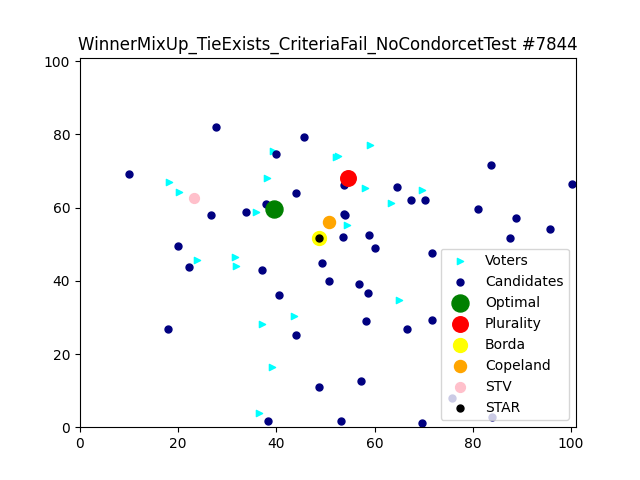 WinnerMixUp_TieExists_CriteriaFail_NoCondorcetTest #7844
100
80
60
40
20
0
0 20 40 60 80 100
Voters
Candidates
Optimal
Plurality
Borda
Copeland
STV
STAR